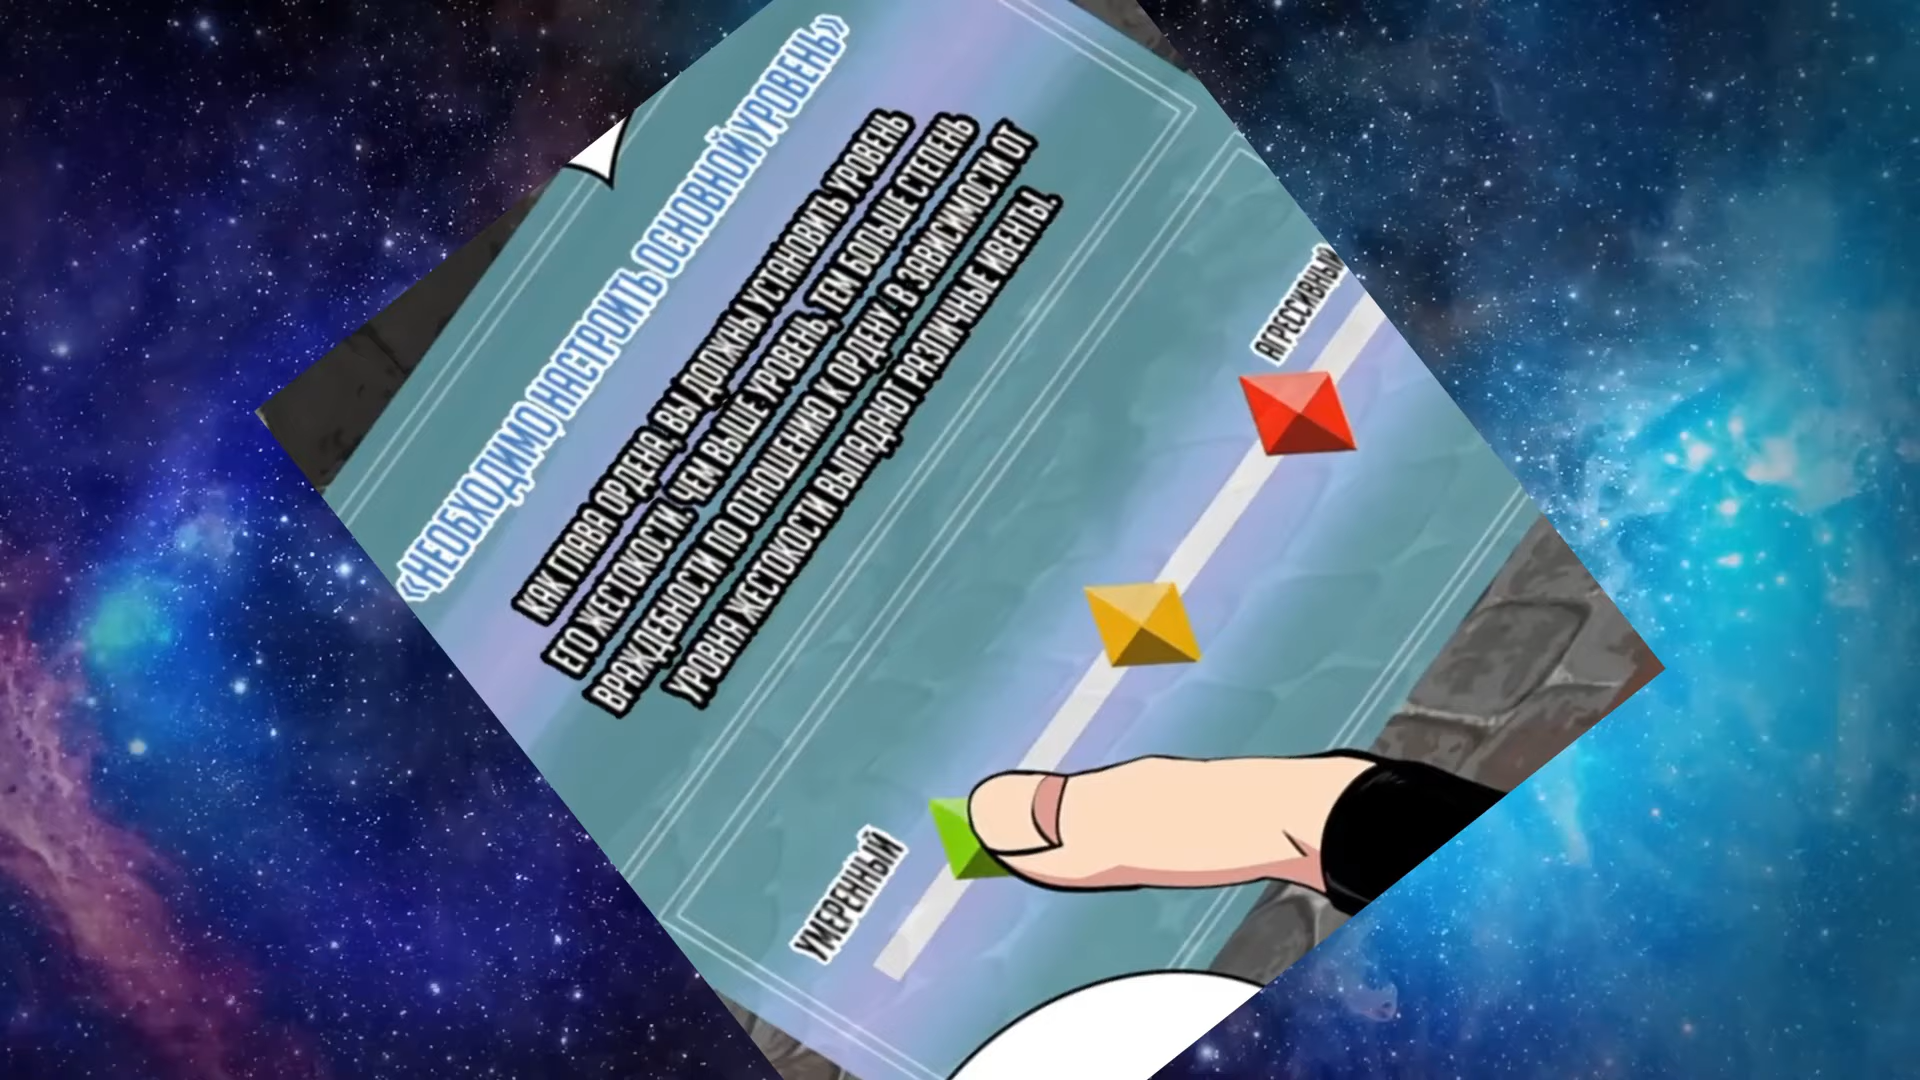 «НЕОБХОДИМО НАСТРОИТЬ ОСНОВНОЙ УРОВЕНЬ»
КАК ГЛАВА ОРДЕНА, ВЫ ДОЛЖНЫ УСТАНОВИТЬ УРОВЕНЬ
ЕГО ЖЕСТОКОСТИ. ЧЕМ ВЫШЕ УРОВЕНЬ, ТЕМ БОЛЬШЕ СТЕПЕНЬ
ВРАЖДЕБНОСТИ ПО ОТНОШЕНИЮ К ОРДЕНУ. В ЗАВИСИМОСТИ ОТ
УРОВНЯ ЖЕСТОКОСТИ ВЫПАДАЮТ РАЗЛИЧНЫЕ ИВЕНТЫ.
УМЕРЕННЫЙ
АГРЕССИВНЫЙ